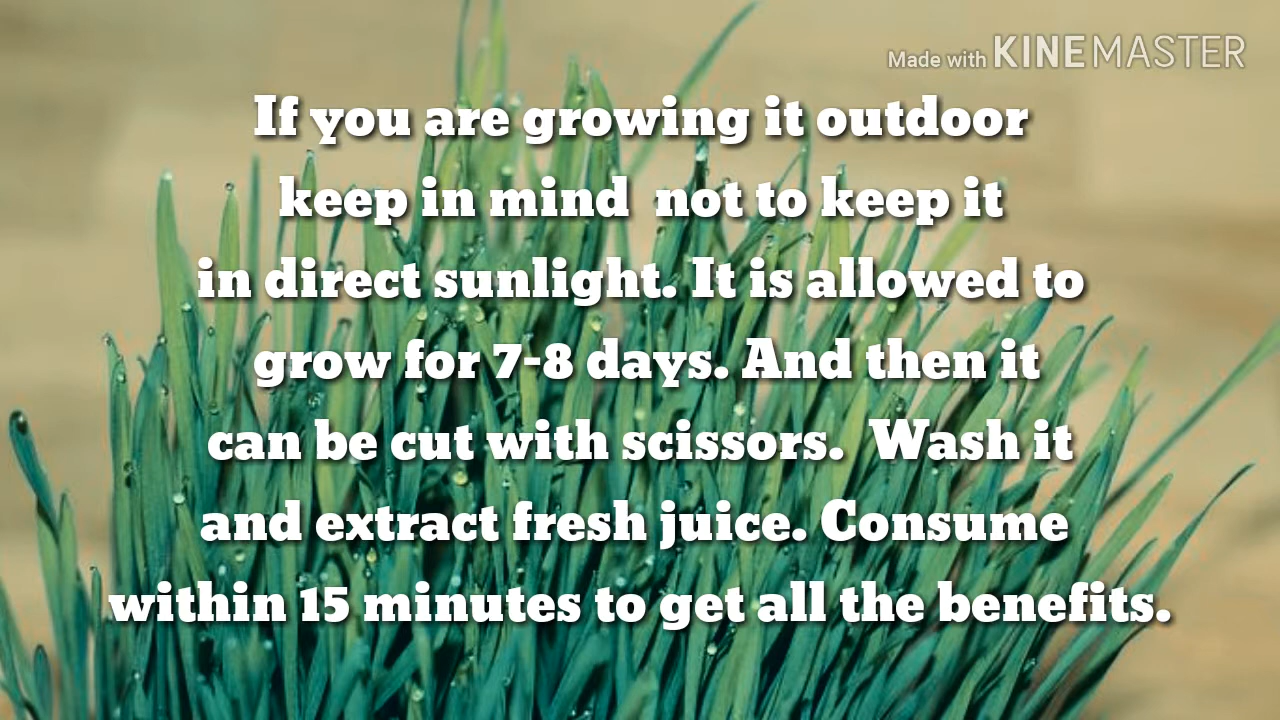 Made with KINEMASTER
If you are growing it outdoor
keep in mind  not to keep it
in direct sunlight. It is allowed to
grow for 7-8 days. And then it
can be cut with scissors.  Wash it
and extract fresh juice. Consume
within 15 minutes to get all the benefits.